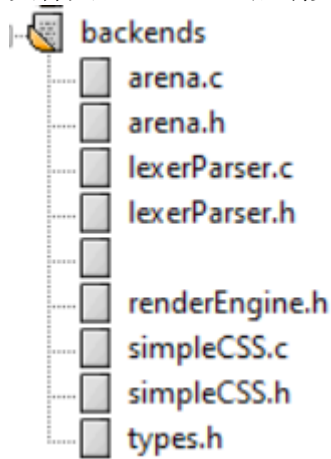 backends
arena.c
arena.h
lexerParser.c
lexerParser.h
renderEngine.h
simpleCSS.c
simpleCSS.h
types.h